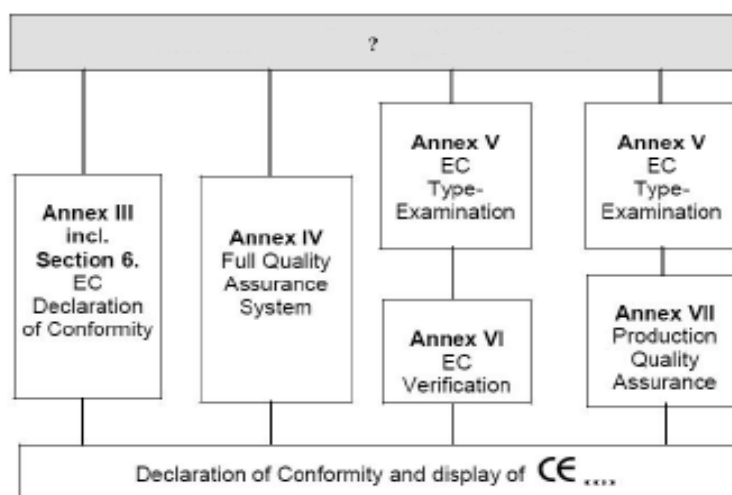 ?
Annex III
incl.
Section 6.
EC
Declaration
of Conformity
Annex IV
Full Quality
Assurance
System
Annex V
EC
Type-
Examination
Annex VI
EC
Verification
Annex V
EC
Type-
Examination
Annex VII
Production
Quality
Assurance
Declaration of Conformity and display of CE ....